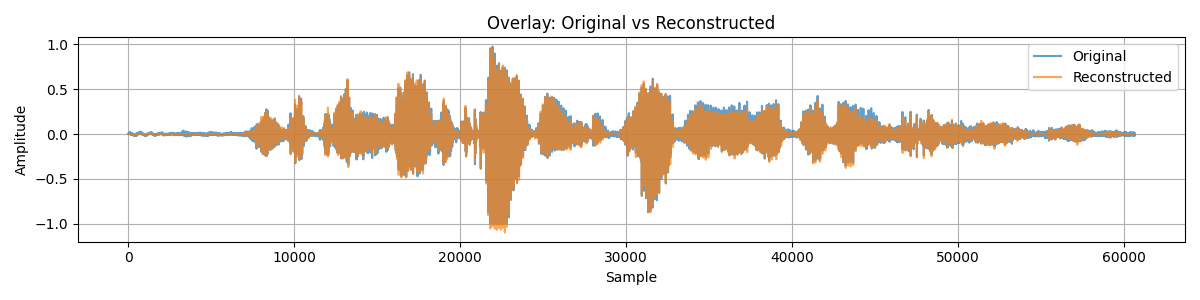 Overlay: Original vs Reconstructed
Original
Reconstructed
Amplitude
1.0
0.5
0.0
−0.5
−1.0
0 10000 20000 30000 40000 50000 60000
Sample